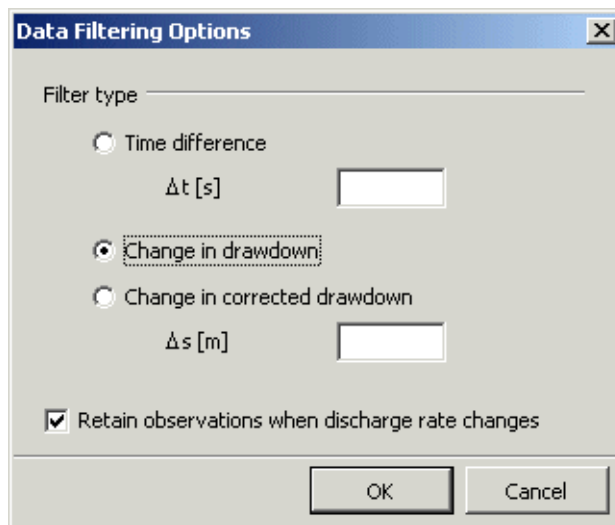 Data Filtering Options
Filter type
Time difference
Δt [s]
Change in drawdown
Change in corrected drawdown
Δs [m]
Retain observations when discharge rate changes
OK Cancel